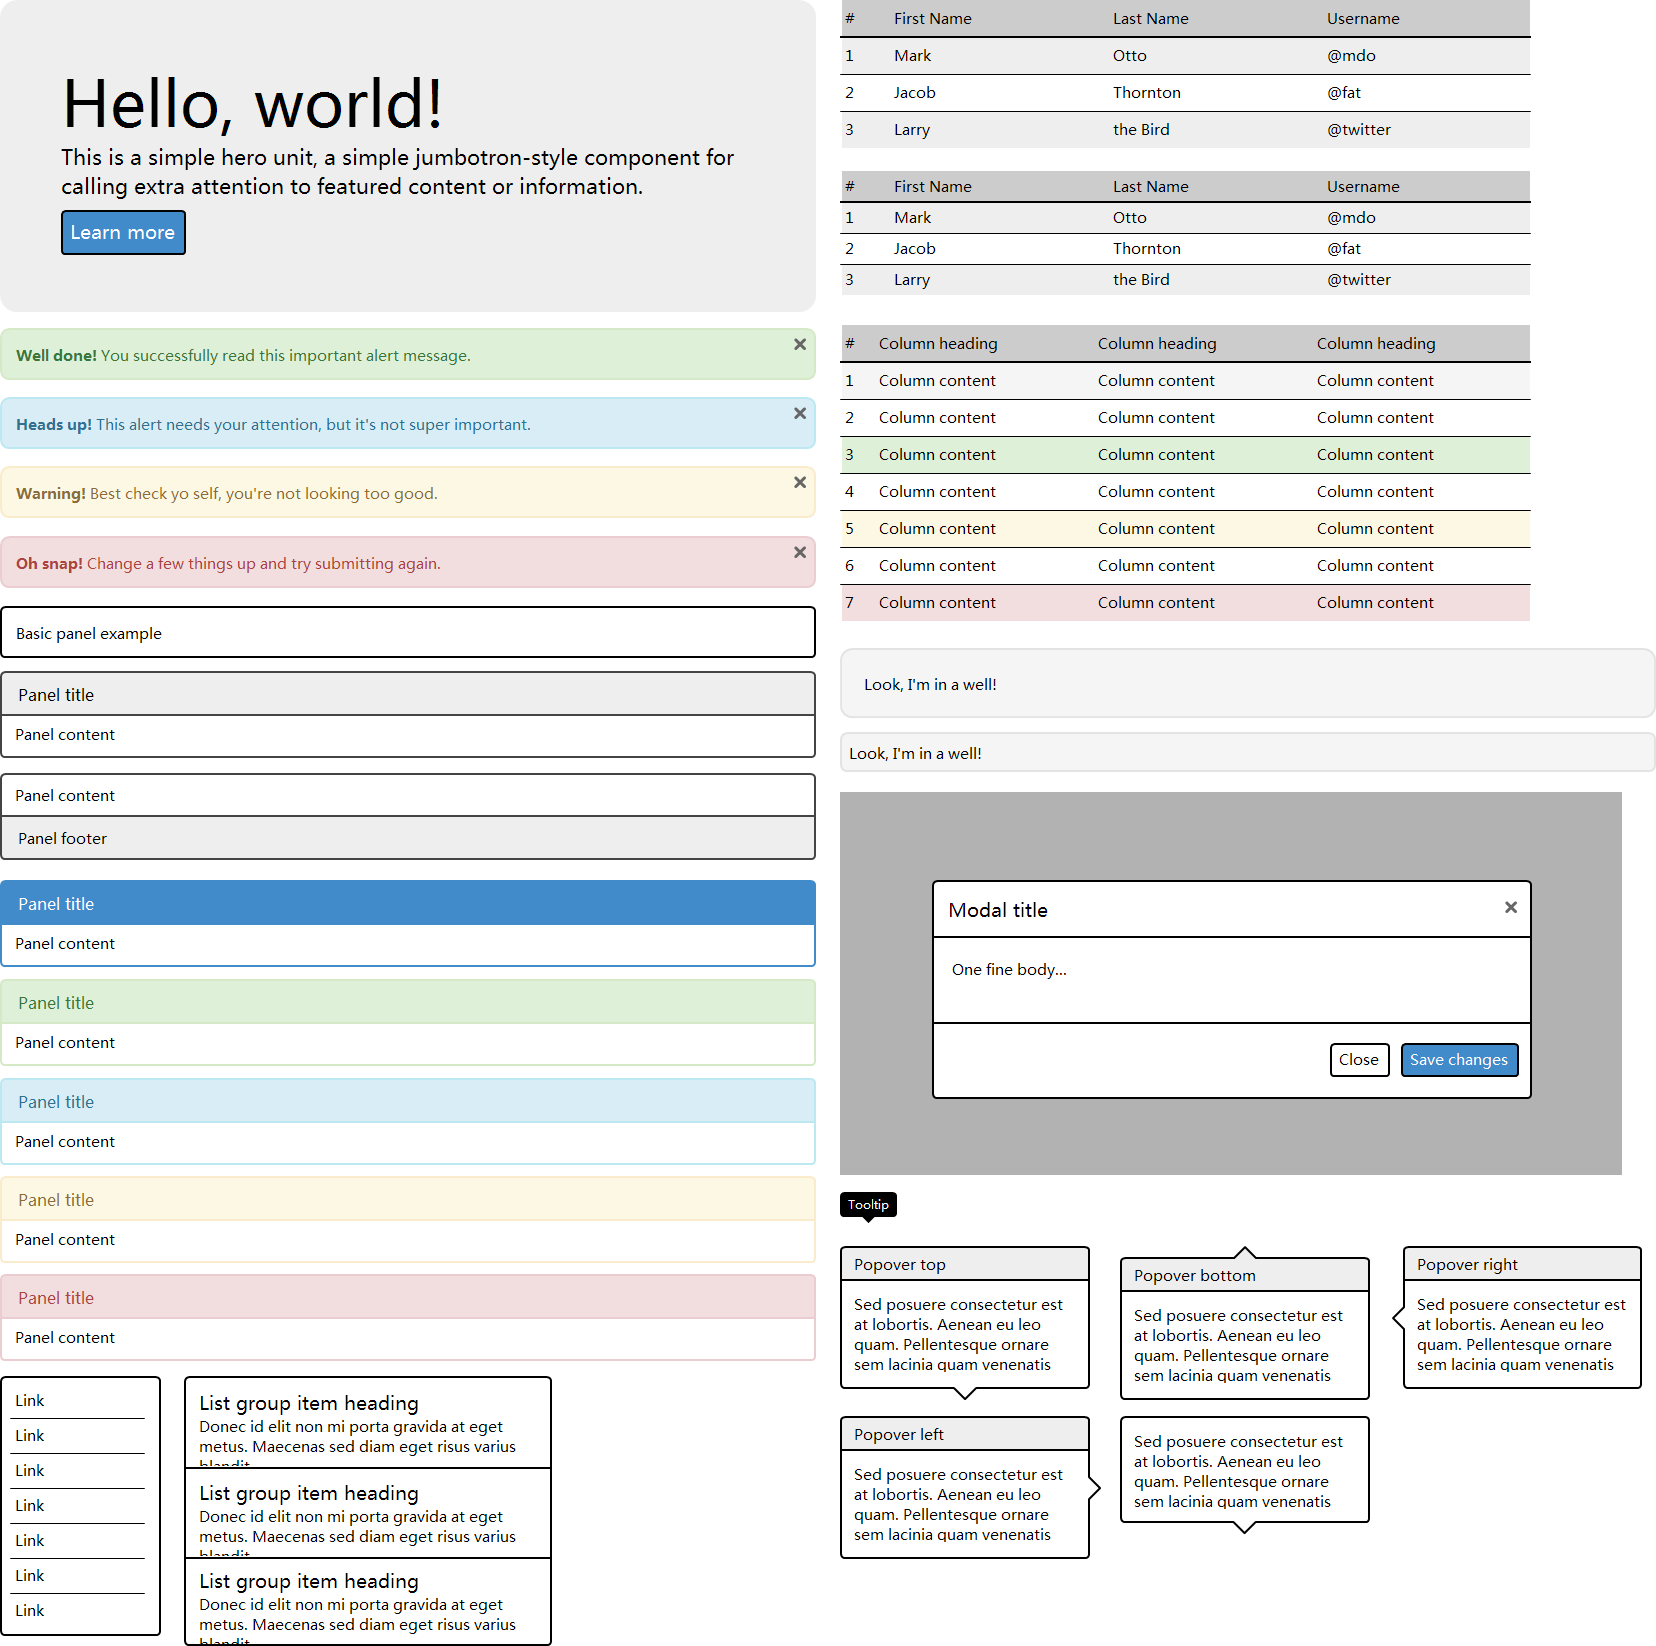 Hello, world!
This is a simple hero unit, a simple jumbotron-style component for
calling extra attention to featured content or information.
Learn more
Well done! You successfully read this important alert message.
Heads up! This alert needs your attention, but it's not super important.
Warning! Best check yo self, you're not looking too good.
Oh snap! Change a few things up and try submitting again.
Basic panel example
Panel title
Panel content
Panel content
Panel footer
Panel title
Panel content
Panel title
Panel content
Panel title
Panel content
Panel title
Panel content
Panel title
Panel content
Link
Link
Link
Link
Link
Link
Link
List group item heading
Donec id elit non mi porta gravida at eget
metus. Maecenas sed diam eget risus varius
blandit
List group item heading
Donec id elit non mi porta gravida at eget
metus. Maecenas sed diam eget risus varius
blandit
List group item heading
Donec id elit non mi porta gravida at eget
metus. Maecenas sed diam eget risus varius
blandit
# First Name Last Name Username
1 Mark Otto @mdo
2 Jacob Thornton @fat
3 Larry the Bird @twitter
# First Name Last Name Username
1 Mark Otto @mdo
2 Jacob Thornton @fat
3 Larry the Bird @twitter
# Column heading Column heading Column heading
1 Column content Column content Column content
2 Column content Column content Column content
3 Column content Column content Column content
4 Column content Column content Column content
5 Column content Column content Column content
6 Column content Column content Column content
7 Column content Column content Column content
Look, I'm in a well!
Look, I'm in a well!
Modal title
One fine body...
Close Save changes
Tooltip
Popover top
Sed posuere consectetur est
at lobortis. Aenean eu leo
quam. Pellentesque ornare
sem lacinia quam venenatis
Popover bottom
Sed posuere consectetur est
at lobortis. Aenean eu leo
quam. Pellentesque ornare
sem lacinia quam venenatis
Popover right
Sed posuere consectetur est
at lobortis. Aenean eu leo
quam. Pellentesque ornare
sem lacinia quam venenatis
Popover left
Sed posuere consectetur est
at lobortis. Aenean eu leo
quam. Pellentesque ornare
sem lacinia quam venenatis
Sed posuere consectetur est
at lobortis. Aenean eu leo
quam. Pellentesque ornare
sem lacinia quam venenatis